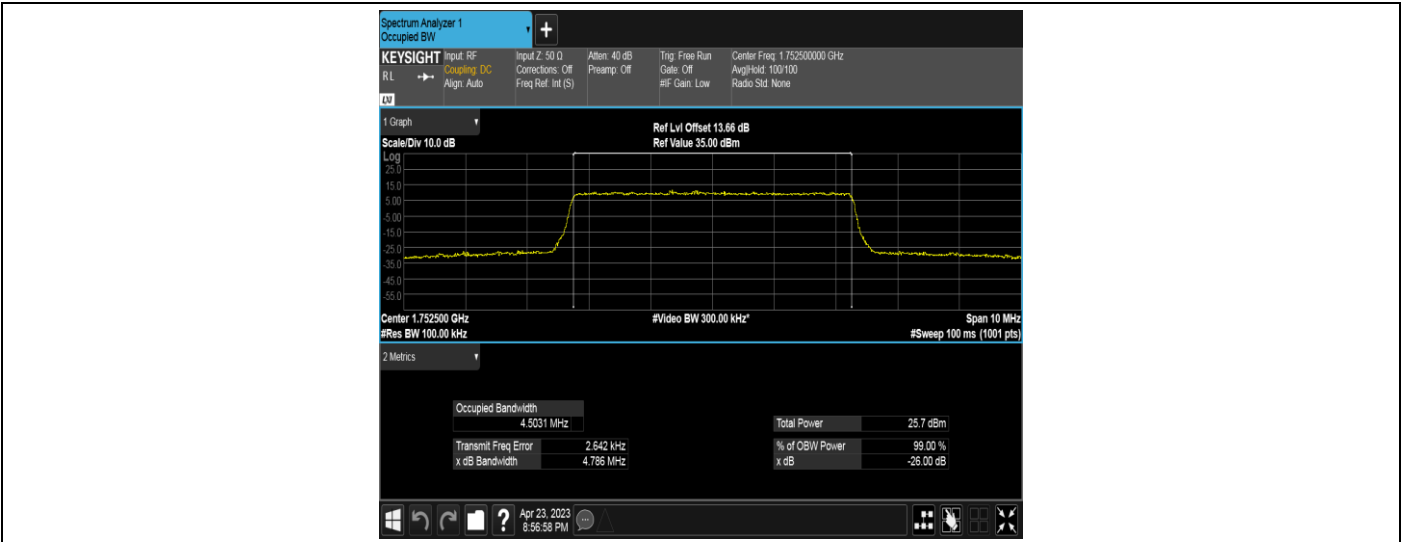 Spectrum Analyzer 1
Occupied BW
+
KEYSIGHT
RL
LXI
Input: RF
Coupling: DC
Align: Auto
Input Z: 50 Ω
Corrections: Off
Freq Ref: Int (S)
Atten: 40 dB
Preamp: Off
Trig: Free Run
Gate: Off
#IF Gain: Low
Center Freq: 1.752500000 GHz
Avg|Hold: 100/100
Radio Std: None
1 Graph
Scale/Div 10.0 dB
Ref Lvl Offset 13.66 dB
Ref Value 35.00 dBm
Log
25.0
15.0
5.00
-5.00
-15.0
-25.0
-35.0
-45.0
-55.0
Center 1.752500 GHz
#Video BW 300.00 kHz*
Span 10 MHz
#Res BW 100.00 kHz
#Sweep 100 ms (1001 pts)
2 Metrics
Occupied Bandwidth
4.5031 MHz
Total Power 25.7 dBm
Transmit Freq Error 2.642 kHz
% of OBW Power 99.00 %
x dB Bandwidth 4.786 MHz
x dB -26.00 dB
?
Apr 23, 2023
8:56:58 PM